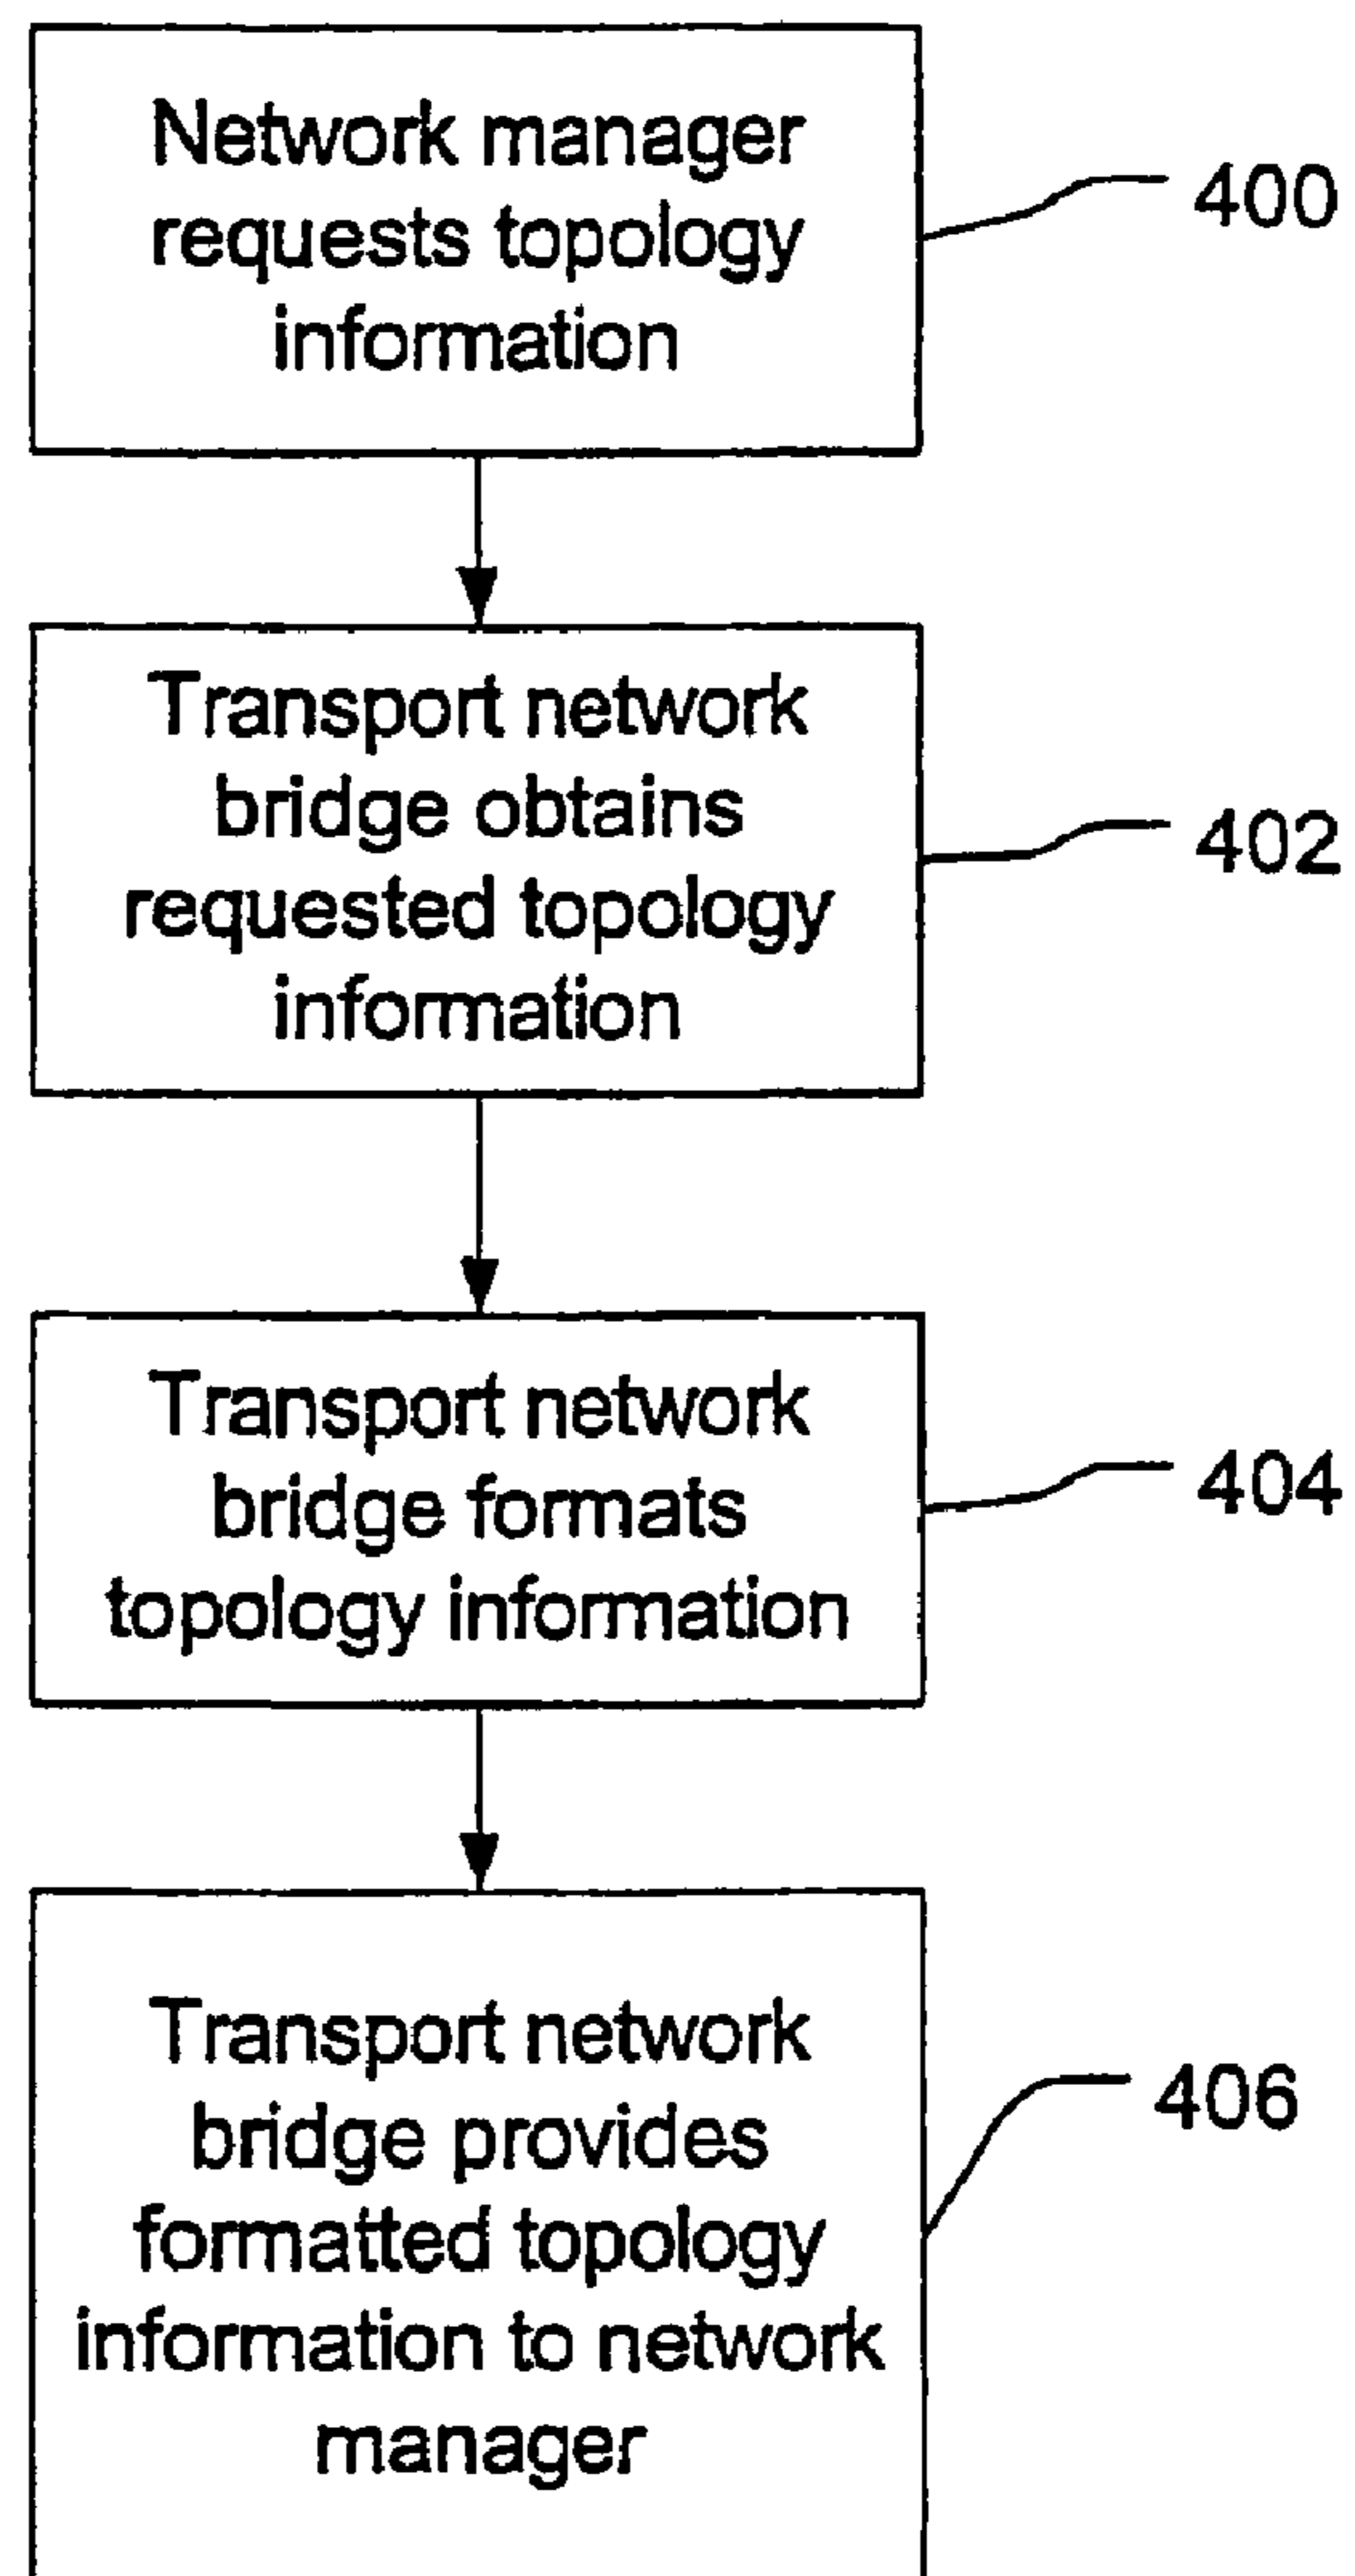 Network manager
requests topology
information
400
Transport network
bridge obtains
requested topology
information
402
Transport network
bridge formats
topology information
404
Transport network
bridge provides
formatted topology
information to network
manager
406